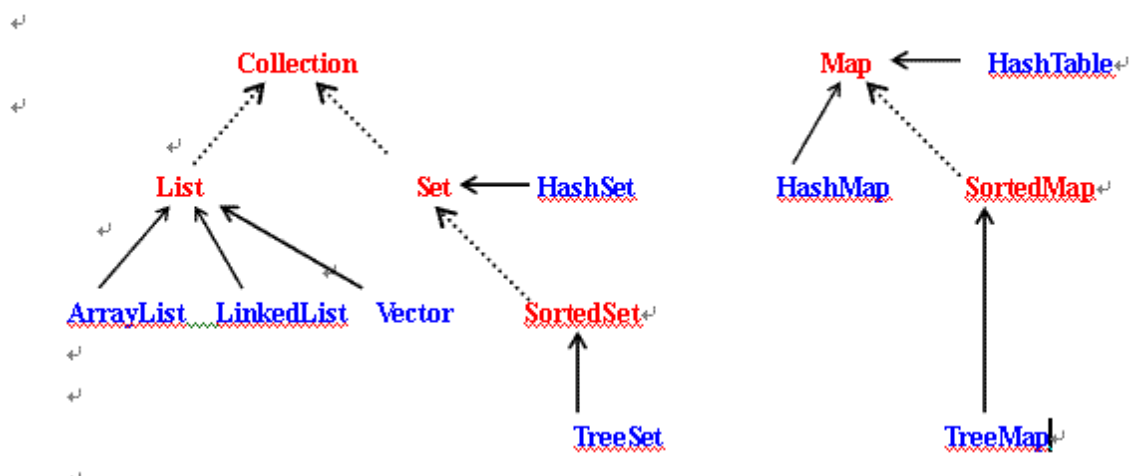 Collection Map HashTable
List Set HashSet HashMap SortedMap
ArrayList LinkedList Vector SortedSet
TreeSet TreeMap